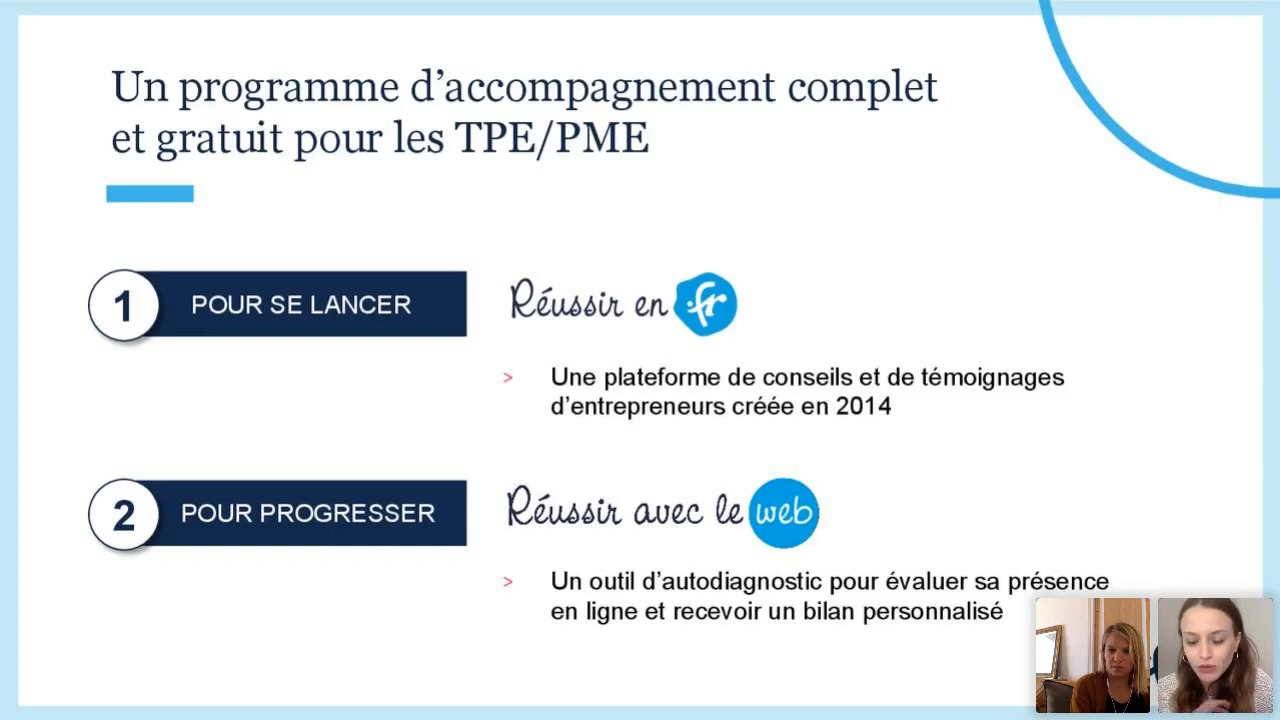 Un programme d’accompagnement complet
et gratuit pour les TPE/PME
1
POUR SE LANCER
Réussir en .fr
> Une plateforme de conseils et de témoignages
d’entrepreneurs créée en 2014
2
POUR PROGRESSER
Réussir avec le web
> Un outil d’autodiagnostic pour évaluer sa présence
en ligne et recevoir un bilan personnalisé